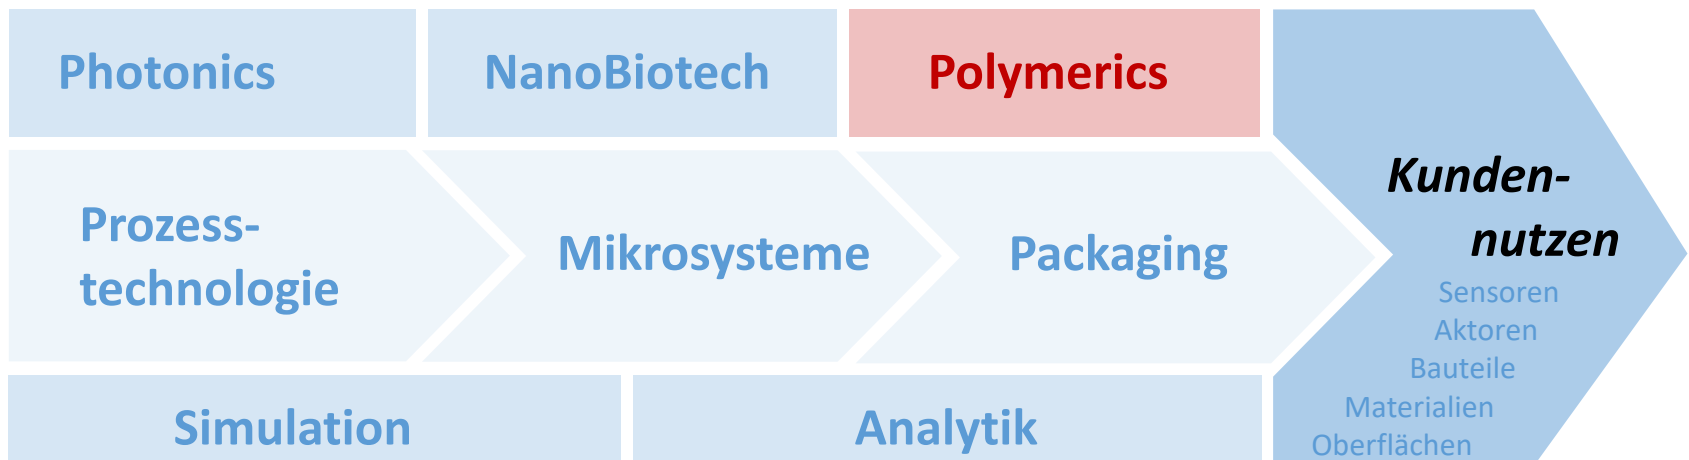 Photonics
NanoBiotech
Polymerics
Prozess-
technologie
Mikrosysteme
Packaging
Kunden-
nutzen
Sensoren
Aktoren
Bauteile
Materialien
Oberflächen
Simulation
Analytik